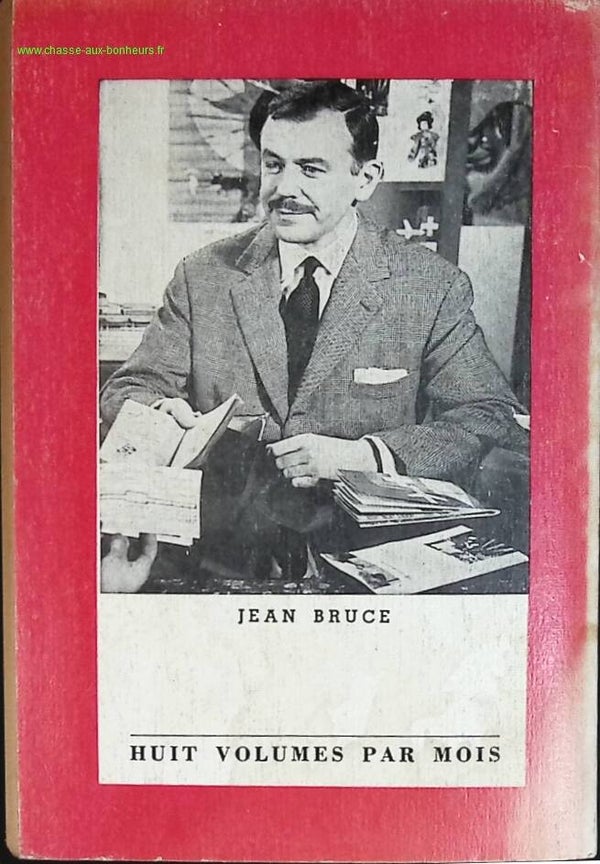 www.chasse-aux-bonheurs.fr
JEAN BRUCE
HUIT VOLUMES PAR MOIS